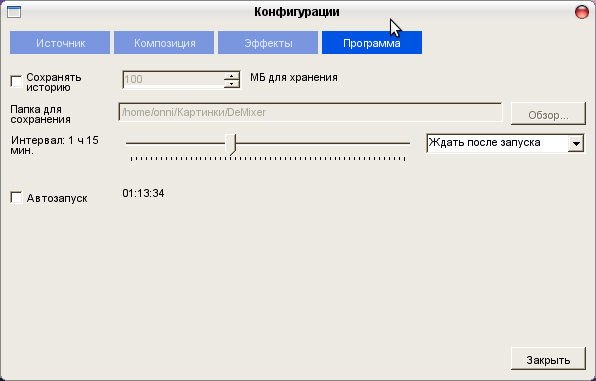 Конфигурации
Источник Композиция Эффекты Программа
Сохранять
историю
100
МБ для хранения
Папка для
сохранения
/home/onni/Картинки/DeMixer
Обзор...
Интервал: 1 ч 15
мин.
Ждать после запуска
Автозапуск
01:13:34
Закрыть